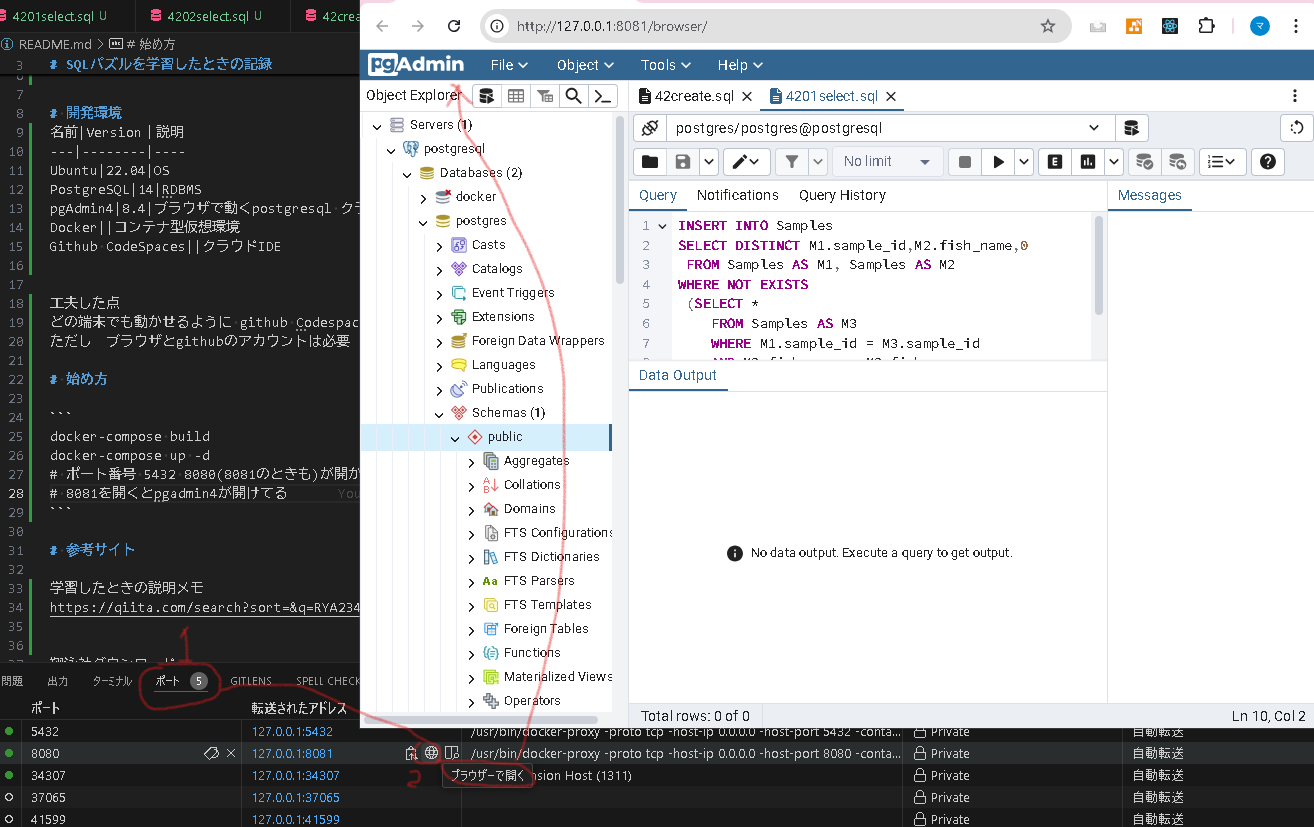 4201select.sql U
4202select.sql U
42crea
README.md > # 始め方
3 # SQLパズルを学習したときの記録
7
8 # 開発環境
9 名前|Version｜説明
10 ---|--------|----
11 Ubuntu|22.04|OS
12 PostgreSQL|14|RDBMS
13 pgAdmin4|8.4|ブラウザで動くpostgresql ク
14 Docker||コンテナ型仮想環境
15 Github CodeSpaces||クラウドIDE
16
17
18 工夫した点
19 どの端末でも動かせるように github Codespac
20 ただし　ブラウザとgithubのアカウントは必要
21
22 # 始め方
23
24 ```
25 docker-compose build
26 docker-compose up -d
27 # ポート番号 5432 8080(8081のときも)が開か
28 # 8081を開くとpgadmin4が開けてる You
29 ```
30
31 # 参考サイト
32
33 学習したときの説明メモ
34 https://qiita.com/search?sort=&q=RYA234
35
36
http://127.0.0.1:8081/browser/
マ
pgAdmin
File
Object
Tools
Help
Object Explorer
Servers (1)
postgresql
Databases (2)
docker
postgres
Casts
Catalogs
Event Triggers
Extensions
Foreign Data Wrappers
Languages
Publications
Schemas (1)
public
Aggregates
Collations
Domains
FTS Configurations
FTS Dictionaries
Aa FTS Parsers
FTS Templates
Foreign Tables
Functions
Materialized Views
Operators
42create.sql
4201select.sql
postgres/postgres@postgresql
No limit
E
Query
Notifications
Query History
Messages
1 INSERT INTO Samples
2 SELECT DISTINCT M1.sample_id,M2.fish_name,0
3 FROM Samples AS M1, Samples AS M2
4 WHERE NOT EXISTS
5 (SELECT *
6 FROM Samples AS M3
7 WHERE M1.sample_id = M3.sample_id
Data Output
No data output. Execute a query to get output.
Total rows: 0 of 0
Ln 10, Col 2
1
問題
出力
ターミナル
ポート 5
GITLENS
SPELL CHECK
ポート
転送されたアドレス
5432 127.0.0.1:5432 /usr/bin/docker-proxy -proto tcp -host-ip 0.0.0.0 -host-port 5432 -conta... Private 自動転送
8080 127.0.0.1:8081 /usr/bin/docker-proxy -proto tcp -host-ip 0.0.0.0 -host-port 8080 -conta... Private 自動転送
2
ブラウザーで開く
34307 127.0.0.1:34307 nsion Host (1311) Private 自動転送
37065 127.0.0.1:37065 Private 自動転送
41599 127.0.0.1:41599 Private 自動転送